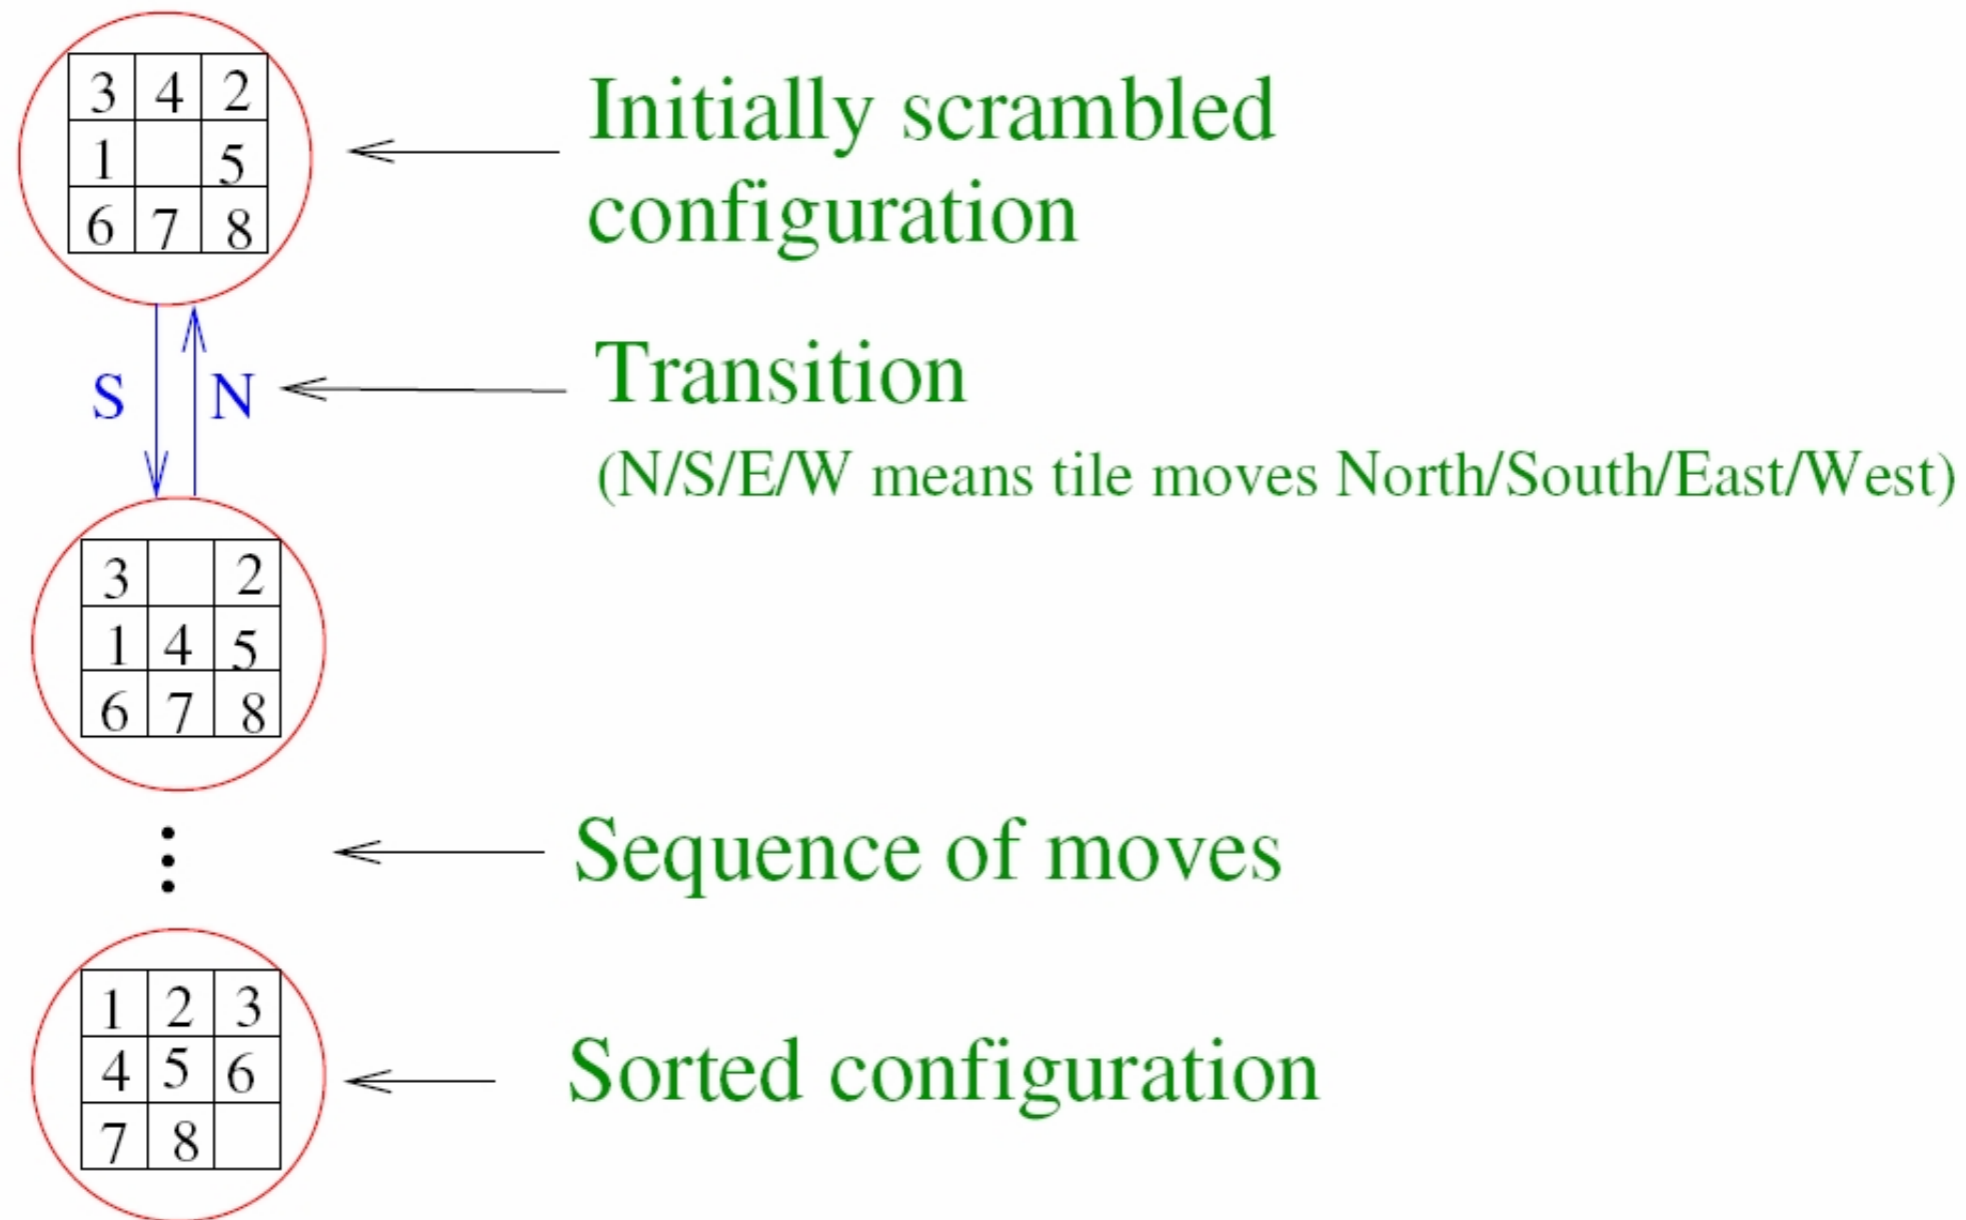 3 4 2
1 5
6 7 8
Initially scrambled
configuration
S N
Transition
(N/S/E/W means tile moves North/South/East/West)
3 2
1 4 5
6 7 8
Sequence of moves
1 2 3
4 5 6
7 8
Sorted configuration